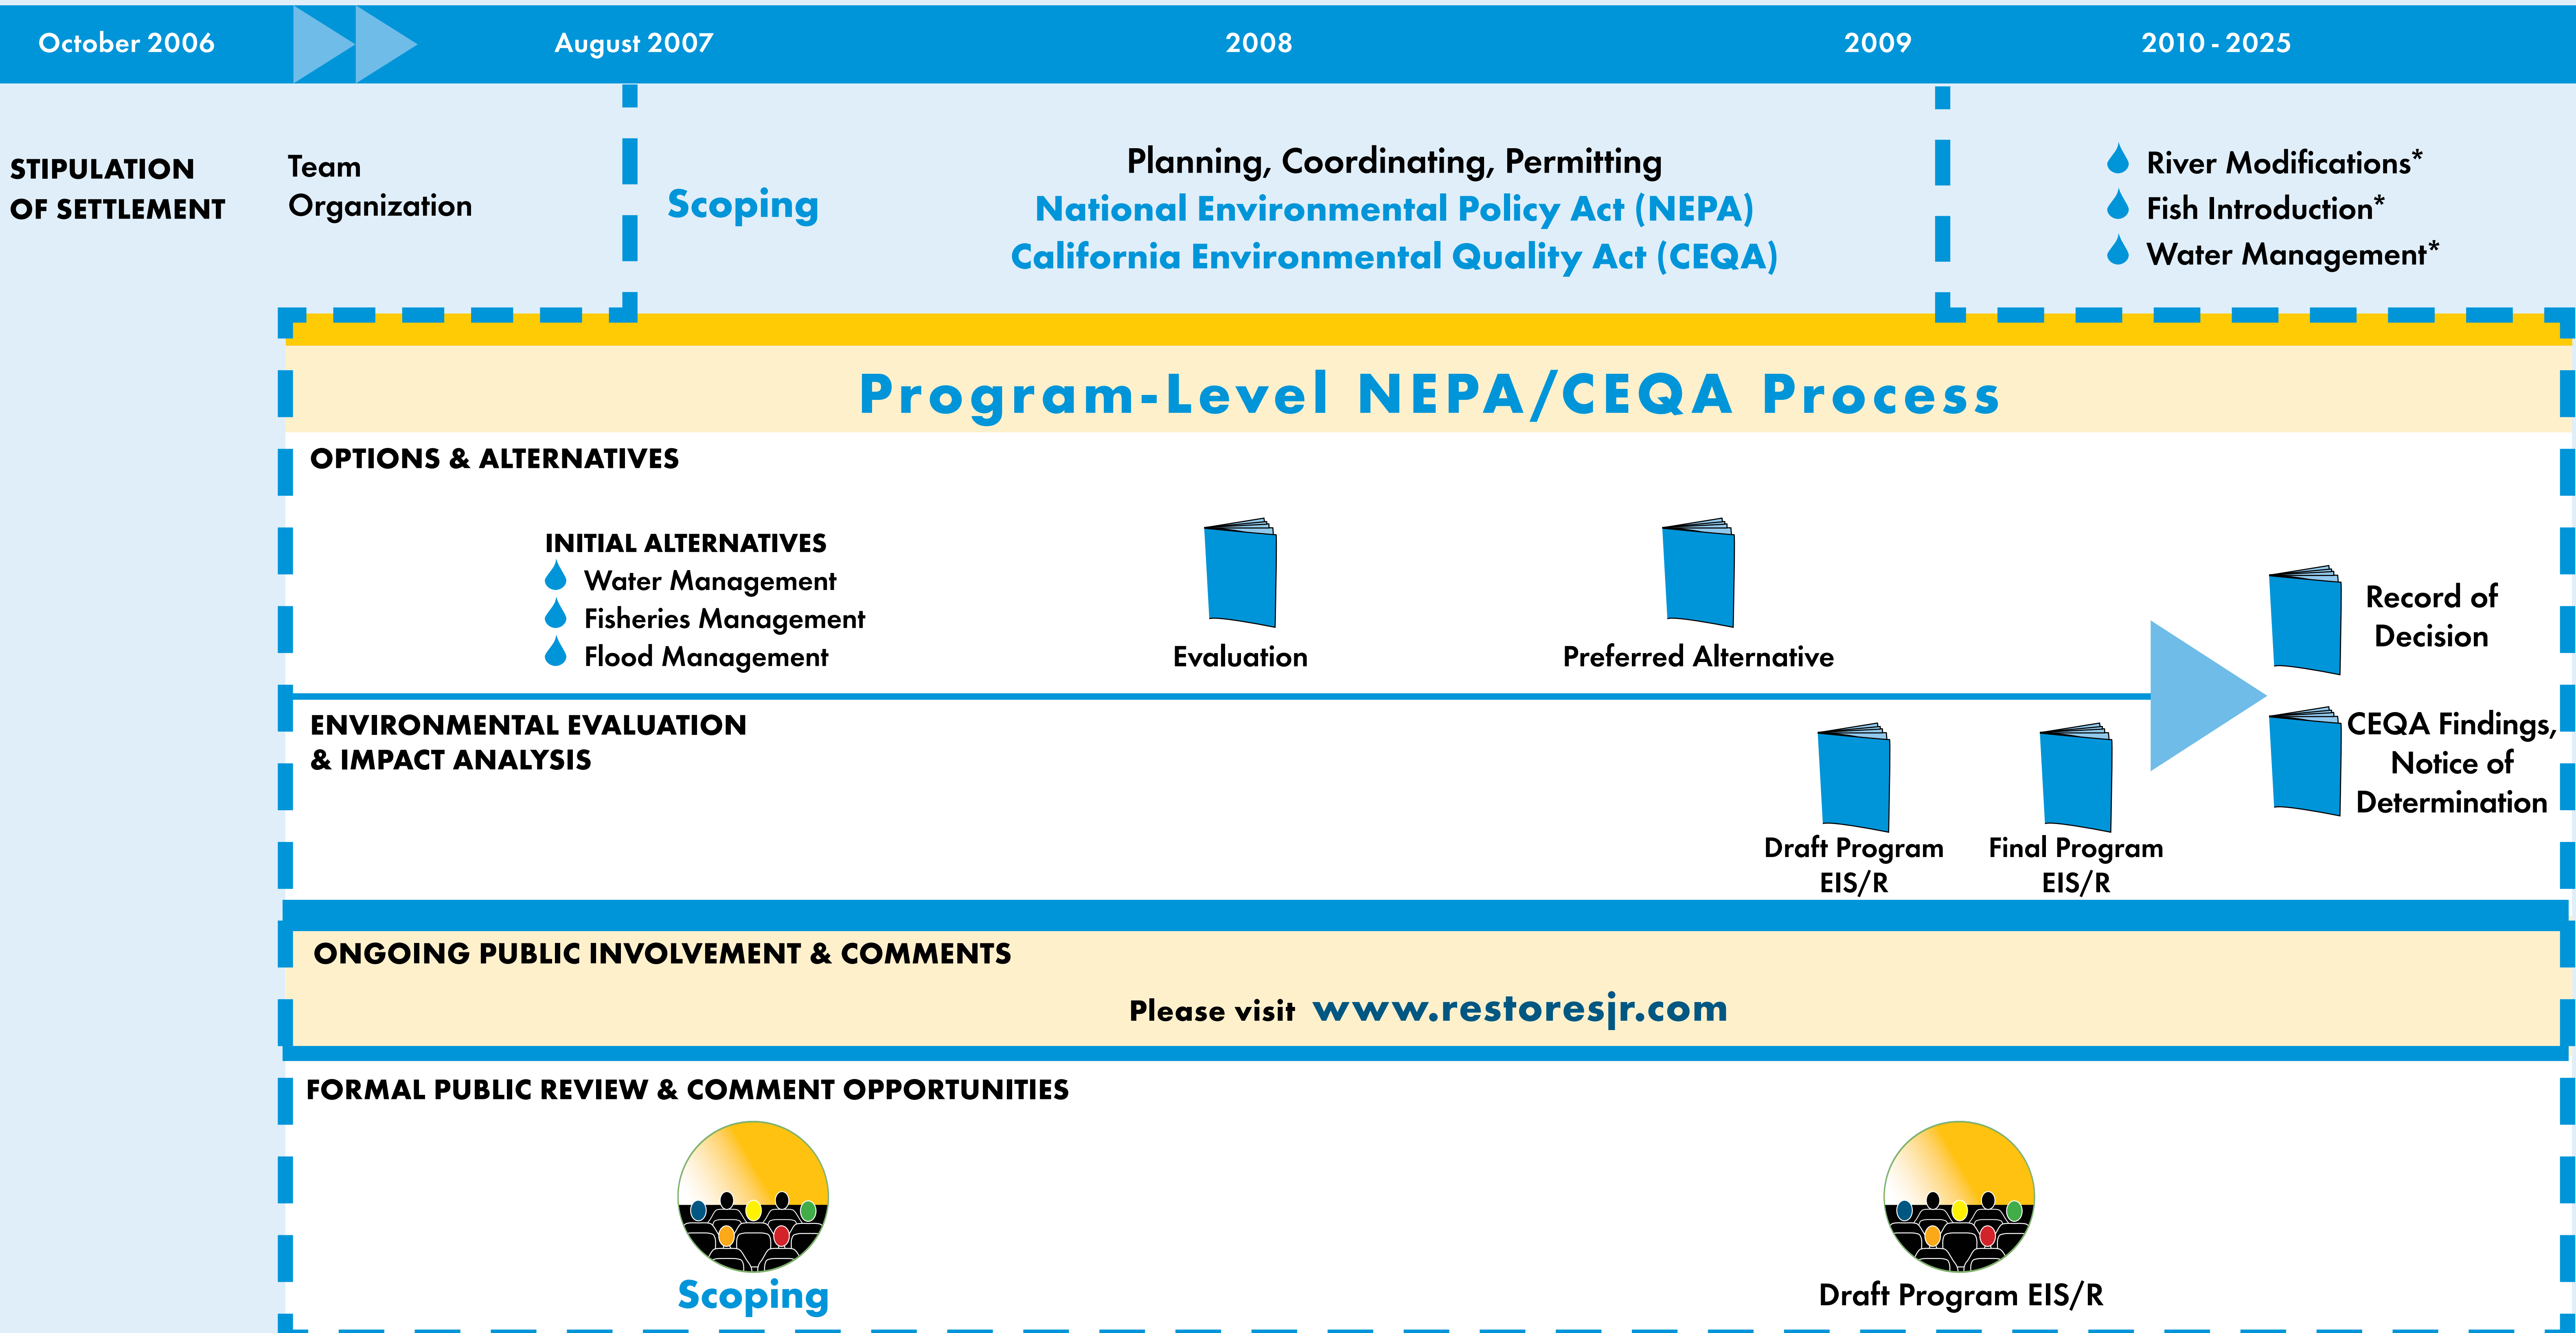 October 2006
August 2007
2008
2009
2010 - 2025
STIPULATION
OF SETTLEMENT
Team
Organization
Scoping
Planning, Coordinating, Permitting
National Environmental Policy Act (NEPA)
California Environmental Quality Act (CEQA)
River Modifications*
Fish Introduction*
Water Management*
Program-Level NEPA/CEQA Process
OPTIONS & ALTERNATIVES
INITIAL ALTERNATIVES
Water Management
Fisheries Management
Flood Management
Evaluation
Preferred Alternative
Record of
Decision
ENVIRONMENTAL EVALUATION
& IMPACT ANALYSIS
Draft Program
EIS/R
Final Program
EIS/R
CEQA Findings,
Notice of
Determination
ONGOING PUBLIC INVOLVEMENT & COMMENTS
Please visit www.restoresjr.com
FORMAL PUBLIC REVIEW & COMMENT OPPORTUNITIES
Scoping
Draft Program EIS/R